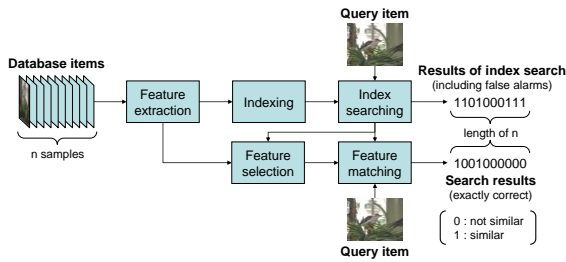 Query item
Database items
n samples
Feature
extraction
Indexing
Index
searching
Results of index search
(including false alarms)
1101000111
length of n
Feature
selection
Feature
matching
1001000000
Search results
(exactly correct)
0 : not similar
1 : similar
Query item